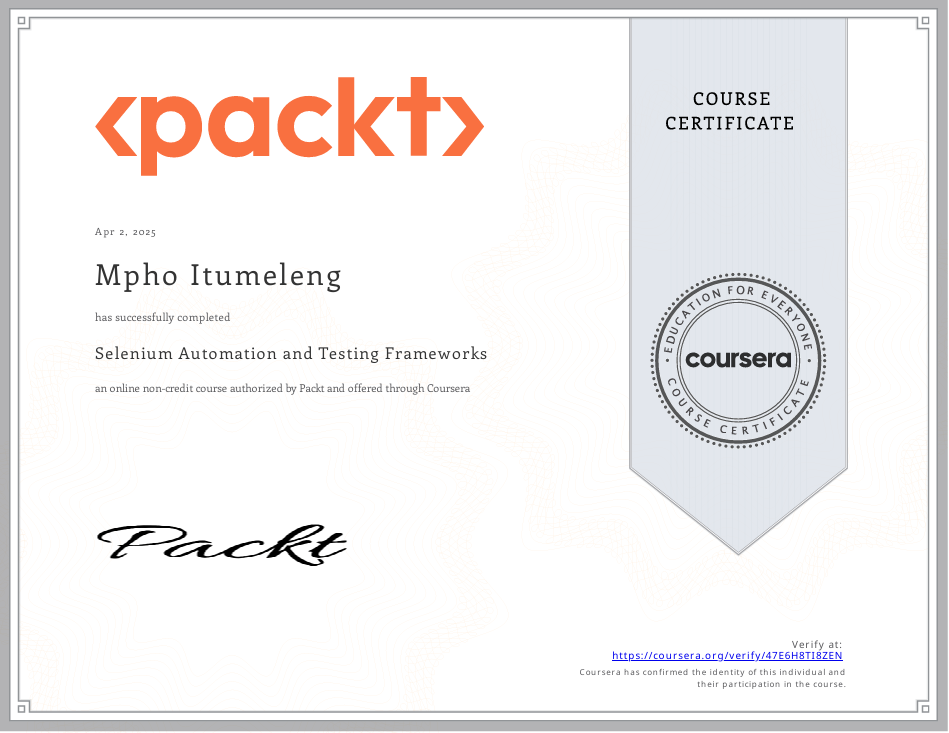 <packt>
COURSE
CERTIFICATE
Apr 2, 2025
Mpho Itumeleng
has successfully completed
Selenium Automation and Testing Frameworks
an online non-credit course authorized by Packt and offered through Coursera
EDUCATION FOR EVERYONE
coursera
COURSE CERTIFICATE
Packt
Verify at:
https://coursera.org/verify/47E6H8TI8ZEN
Coursera has confirmed the identity of this individual and
their participation in the course.